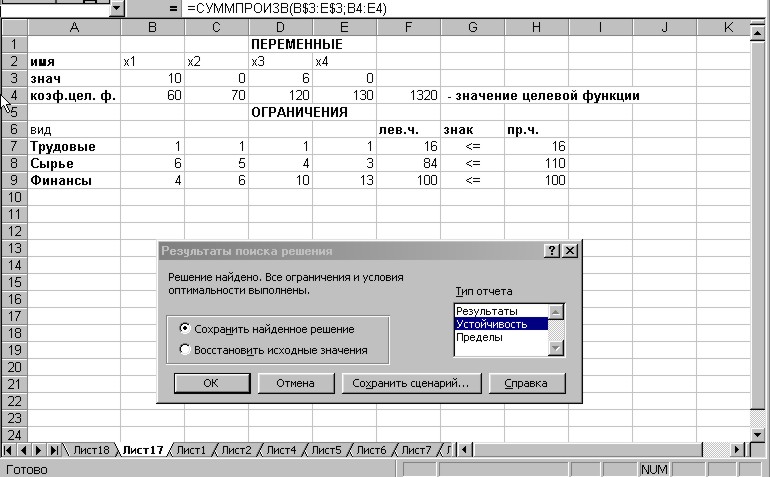 = =СУММПРОИЗВ(B$3:E$3;B4:E4)
A B C D E F G H I J K
1 ПЕРЕМЕННЫЕ
2 имя x1 x2 x3 x4
3 знач 10 0 6 0
4 коэф.цел. ф. 60 70 120 130 1320 - значение целевой функции
5 ОГРАНИЧЕНИЯ
6 вид лев.ч. знак пр.ч.
7 Трудовые 1 1 1 1 16 <= 16
8 Сырье 6 5 4 3 84 <= 110
9 Финансы 4 6 10 13 100 <= 100
10
11
12
13
14
15
16
17
18
19
20
21
22
23
24
Результаты поиска решения
Решение найдено. Все ограничения и условия
оптимальности выполнены.
Тип отчета
Результаты
Устойчивость
Пределы
Сохранить найденное решение
Восстановить исходные значения
OK Отмена Сохранить сценарий... Справка
Лист18 Лист17 Лист1 Лист2 Лист4 Лист5 Лист6 Лист7
Готово NUM